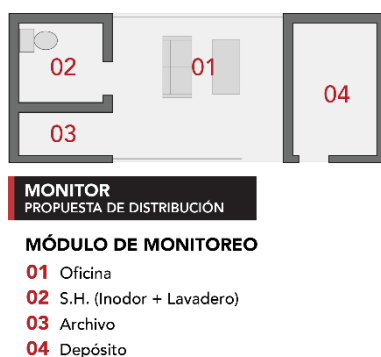 02
01
04
03
MONITOR
PROPUESTA DE DISTRIBUCIÓN
MÓDULO DE MONITOREO
01 Oficina
02 S.H. (Inodor + Lavadero)
03 Archivo
04 Depósito